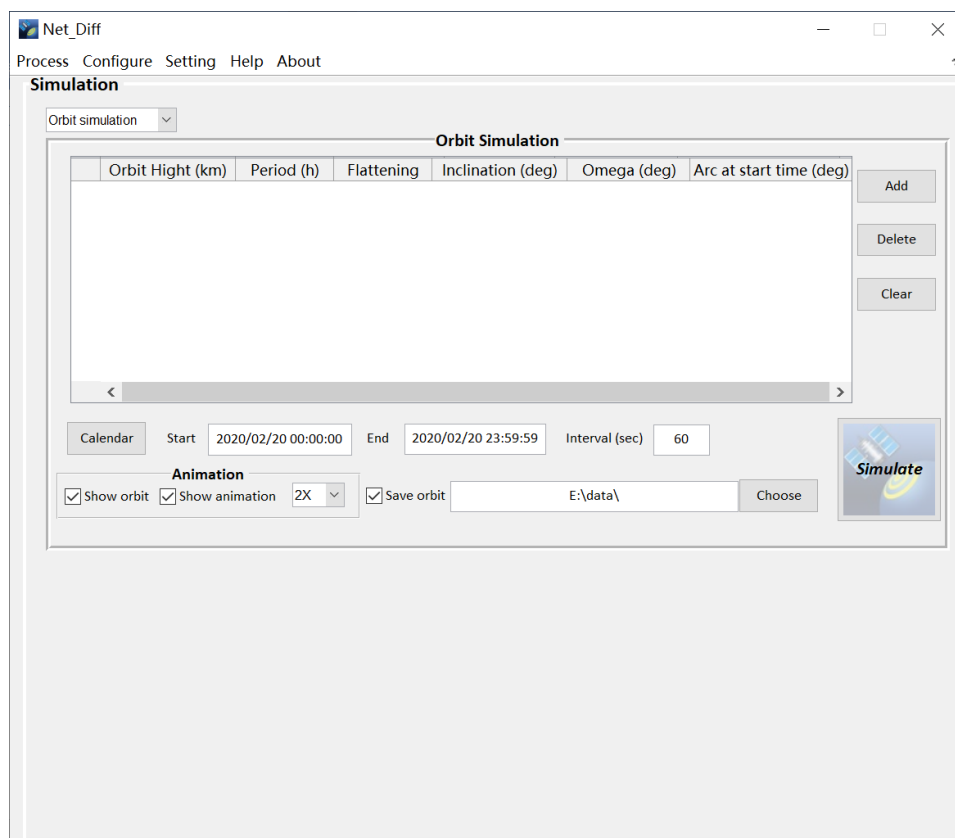 Net_Diff
Process Configure Setting Help About
Simulation
Orbit simulation
Orbit Simulation
Orbit Hight (km) Period (h) Flattening Inclination (deg) Omega (deg) Arc at start time (deg)
Add
Delete
Clear
Calendar Start 2020/02/20 00:00:00 End 2020/02/20 23:59:59 Interval (sec) 60
Simulate
Animation
Show orbit Show animation 2X Save orbit E:\data\ Choose